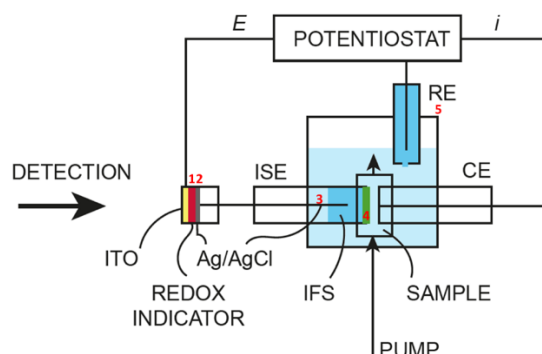 E
POTENTIOSTAT
i
RE
5
DETECTION
12
ISE
CE
3
4
ITO
Ag/AgCl
REDOX
INDICATOR
IFS
SAMPLE
PUMP